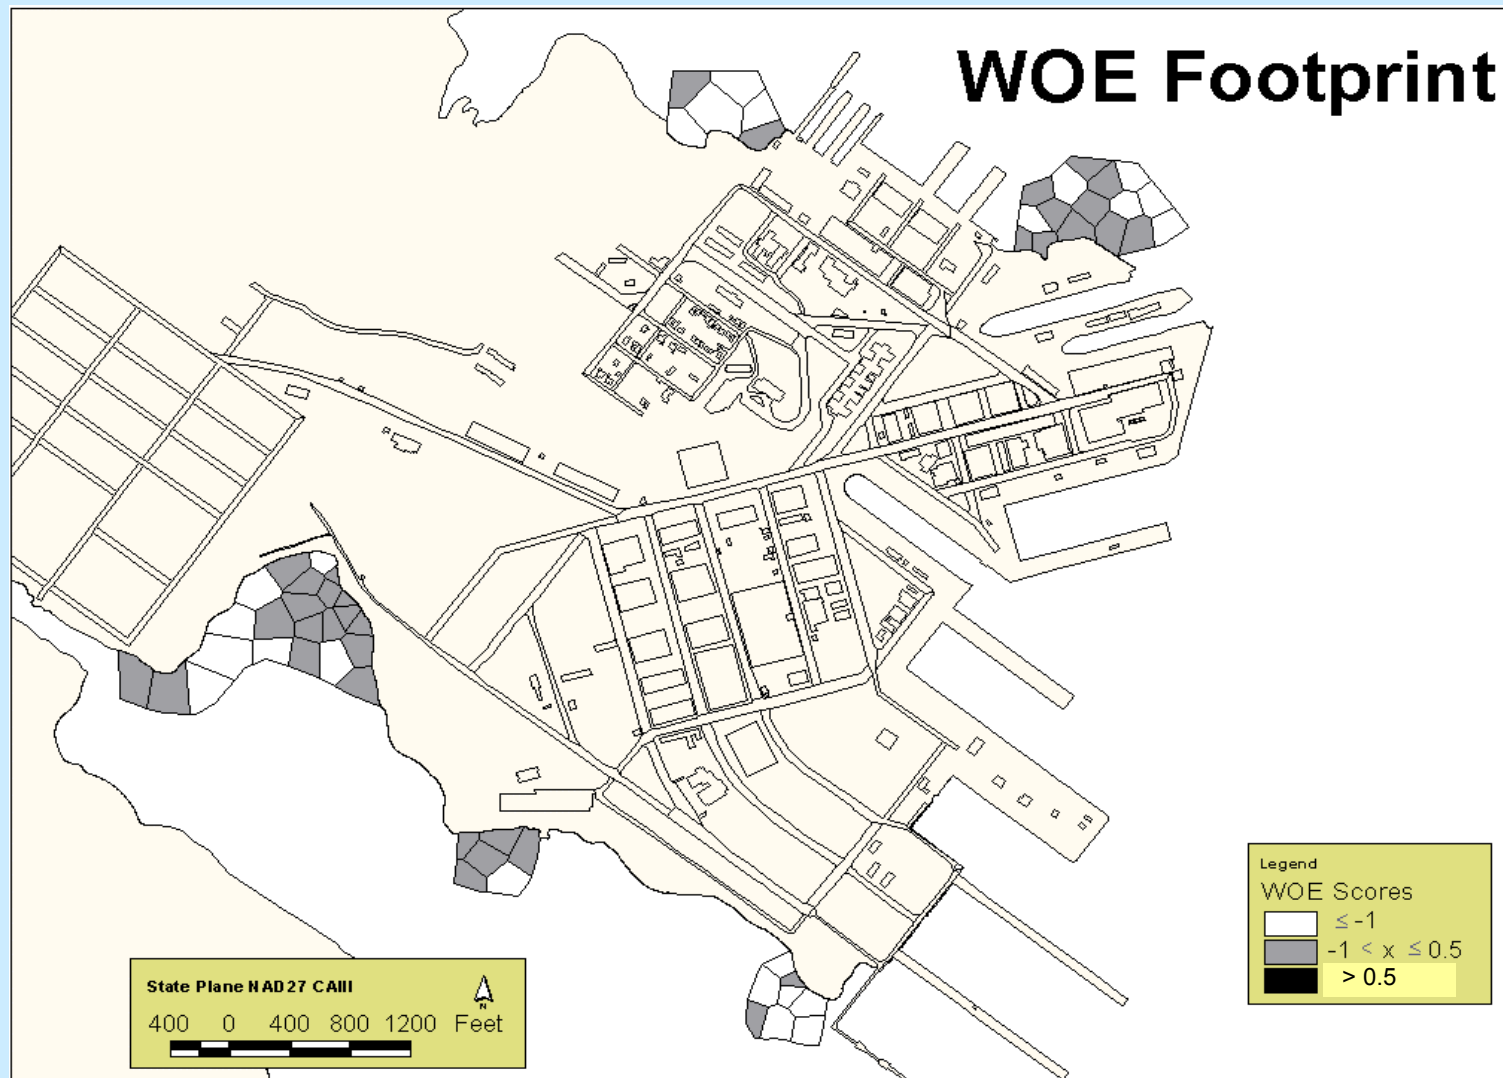 WOE Footprint
Legend
WOE Scores
≤ -1
-1 < x ≤ 0.5
> 0.5
State Plane NAD27 CAIII
N
400 0 400 800 1200 Feet